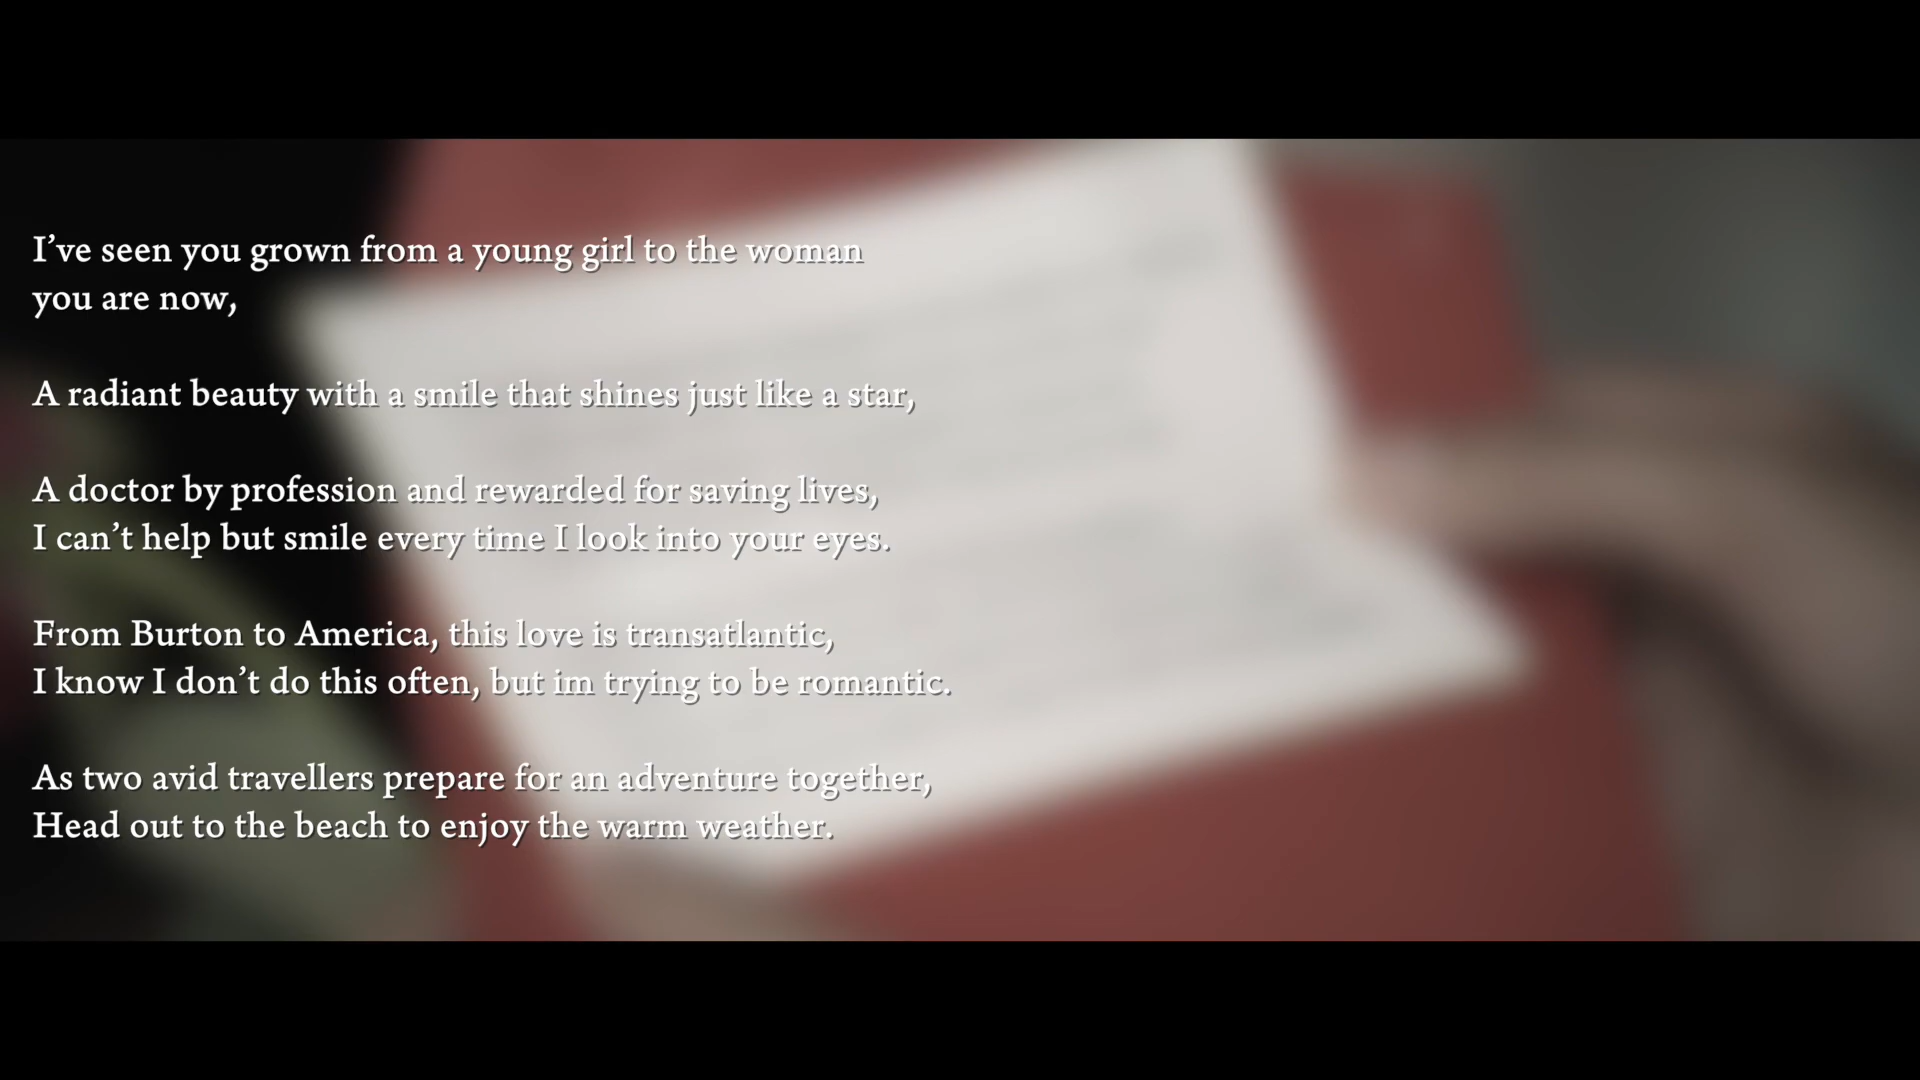 I’ve seen you grown from a young girl to the woman
you are now,
A radiant beauty with a smile that shines just like a star,
A doctor by profession and rewarded for saving lives,
I can’t help but smile every time I look into your eyes.
From Burton to America, this love is transatlantic,
I know I don’t do this often, but im trying to be romantic.
As two avid travellers prepare for an adventure together,
Head out to the beach to enjoy the warm weather.